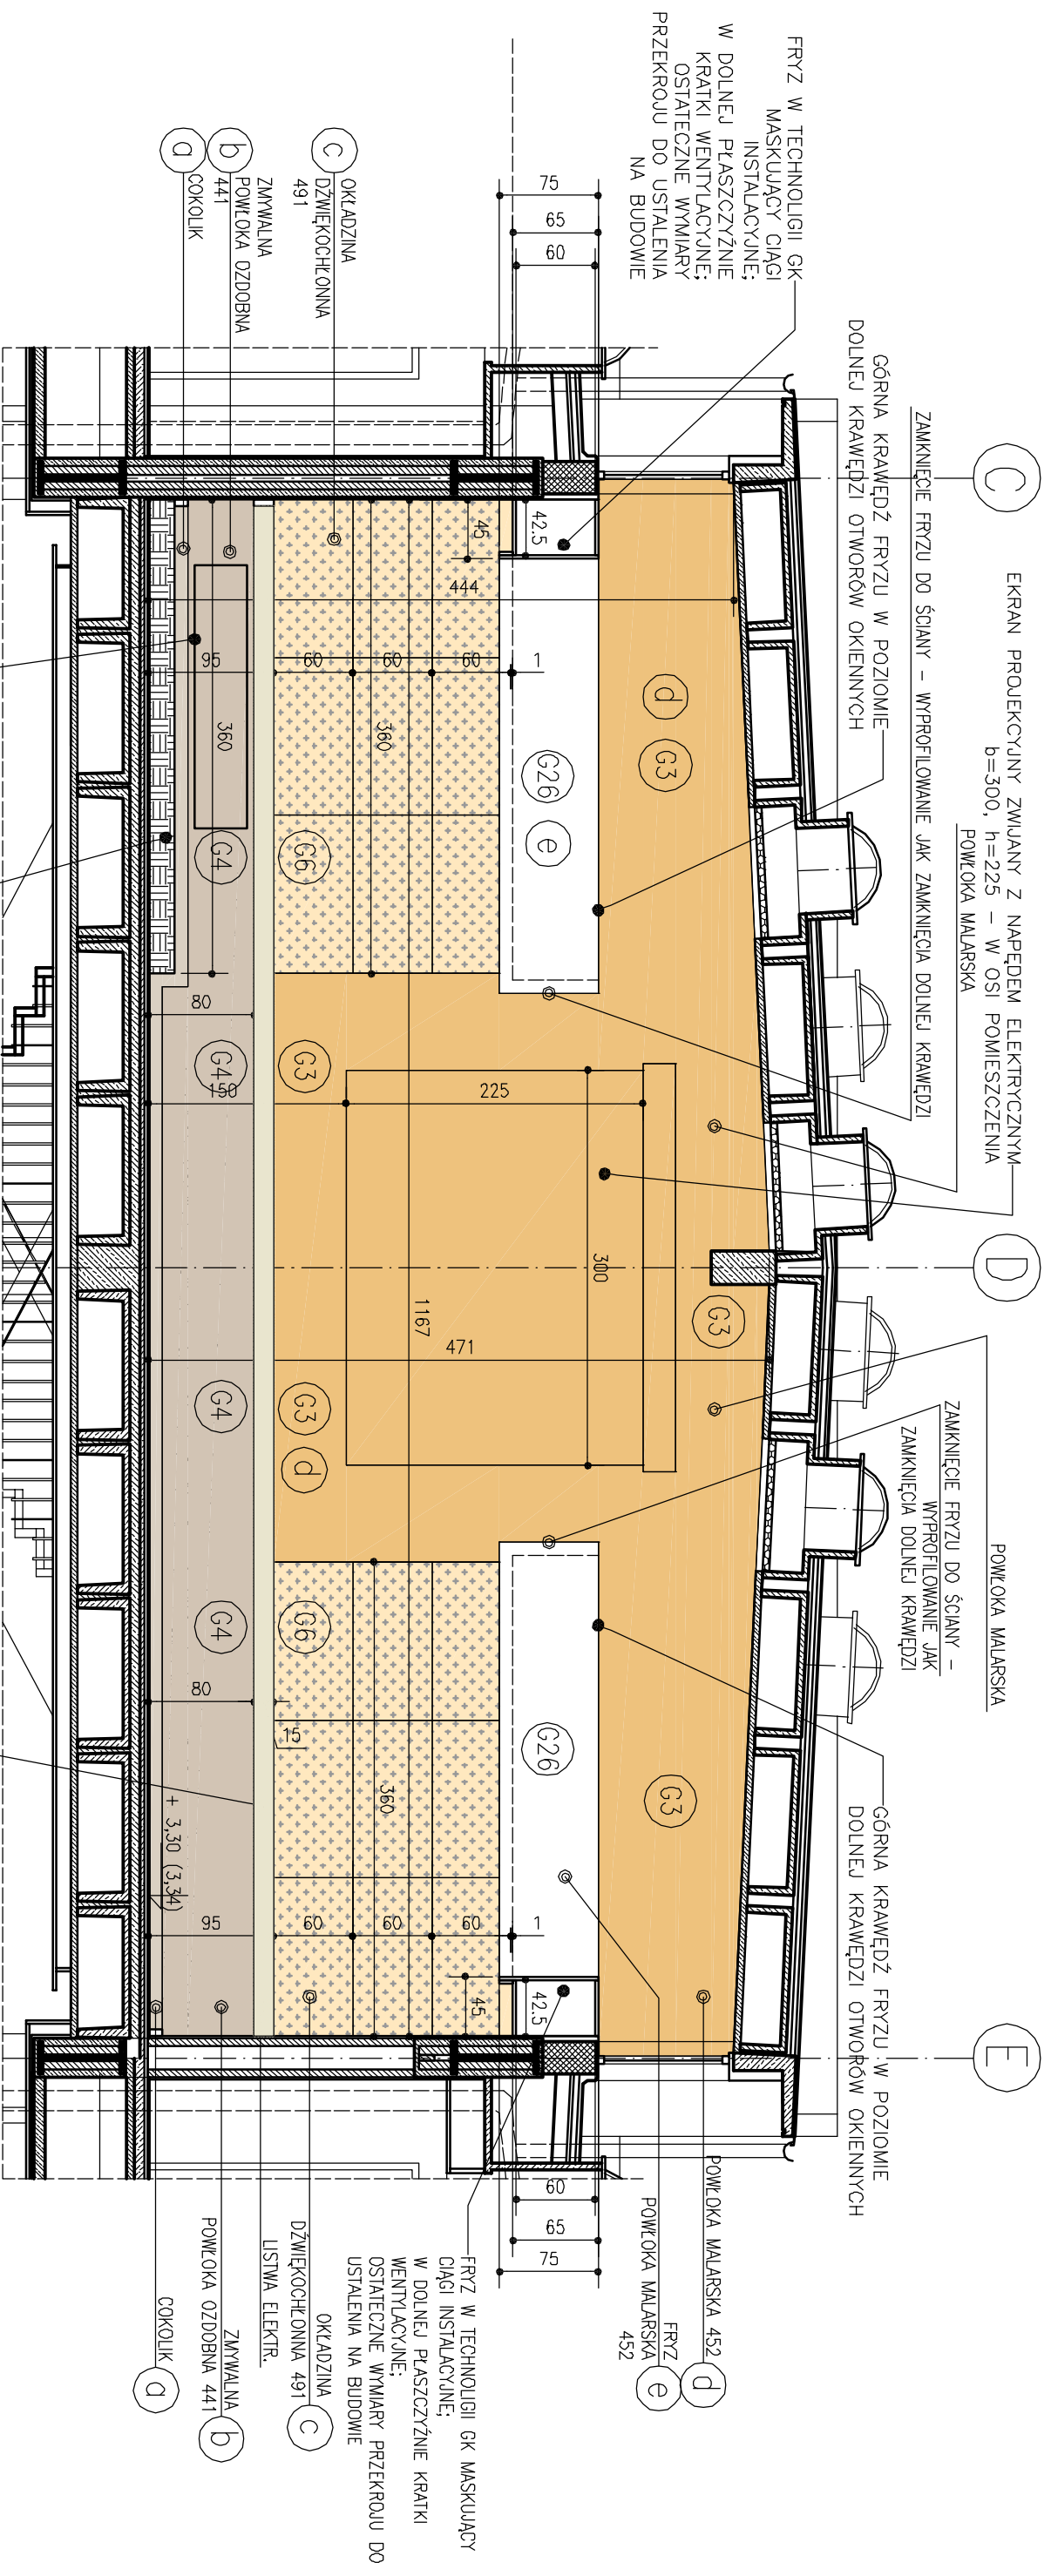 FRYZ W TECHNOLIGII GK
MASKUJĄCY CIĄGI
INSTALACYJNE;
W DOLNEJ PŁASZCZYŹNIE
KRATKI WENTYLACYJNE;
OSTATECZNE WYMIARY
PRZEKROJU DO USTALENIA
NA BUDOWIE
C
EKRAN PROJEKCYJNY ZWIJANY Z NAPĘDEM ELEKTRYCZNYM
b=300, h=225 – W OSI POMIESZCZENIA
POWŁOKA MALARSKA
ZAMKNIĘCIE FRYZU DO ŚCIANY – WYPROFILOWANIE JAK ZAMKNIĘCIA DOLNEJ KRAWĘDZI
GÓRNA KRAWĘDŹ FRYZU W POZIOMIE
DOLNEJ KRAWĘDZI OTWORÓW OKIENNYCH
D
POWŁOKA MALARSKA
ZAMKNIĘCIE FRYZU DO ŚCIANY –
WYPROFILOWANIE JAK
ZAMKNIĘCIA DOLNEJ KRAWĘDZI
GÓRNA KRAWĘDŹ FRYZU W POZIOMIE
DOLNEJ KRAWĘDZI OTWORÓW OKIENNYCH
E
75
65
60
c
OKŁADZINA
DŹWIĘKOCHŁONNA
491
b
ZMYWALNA
POWŁOKA OZDOBNA
441
a
COKOLIK
42.5
45
444
1
60
60
60
95
360
360
d
G3
G26
e
G6
G4
80
G3
G4
150
225
300
1167
471
G3
G3
d
G4
G6
G4
80
15
360
G26
G3
+ 3,30 (3,34)
95
60
60
60
1
45
42.5
60
65
75
POWŁOKA MALARSKA 452
d
FRYZ
POWŁOKA MALARSKA
452
e
FRYZ W TECHNOLIGII GK MASKUJĄCY
CIĄGI INSTALACYJNE;
W DOLNEJ PŁASZCZYŹNIE KRATKI
WENTYLACYJNE;
OSTATECZNE WYMIARY PRZEKROJU DO
USTALENIA NA BUDOWIE
OKŁADZINA
DŹWIĘKOCHŁONNA 491
c
LISTWA ELEKTR.
ZMYWALNA
POWŁOKA OZDOBNA 441
b
COKOLIK
a